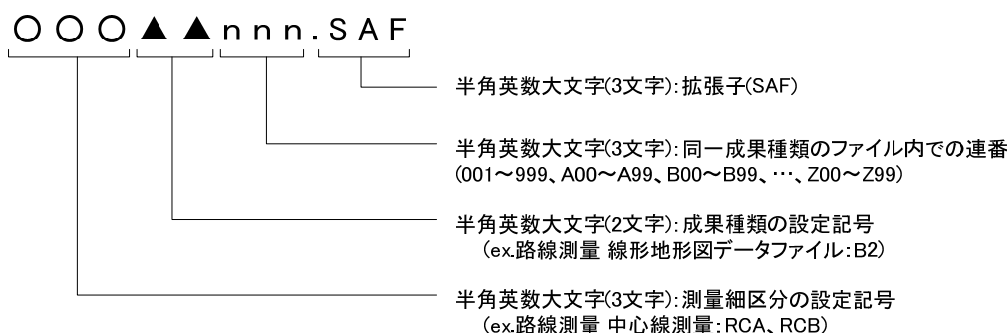 ○○○▲▲nnn.SAF
半角英数大文字(3文字):拡張子(SAF)
半角英数大文字(3文字):同一成果種類のファイル内での連番
(001~999、A00~A99、B00~B99、…、Z00~Z99)
半角英数大文字(2文字):成果種類の設定記号
(ex.路線測量 線形地形図データファイル:B2)
半角英数大文字(3文字):測量細区分の設定記号
(ex.路線測量 中心線測量:RCA、RCB)